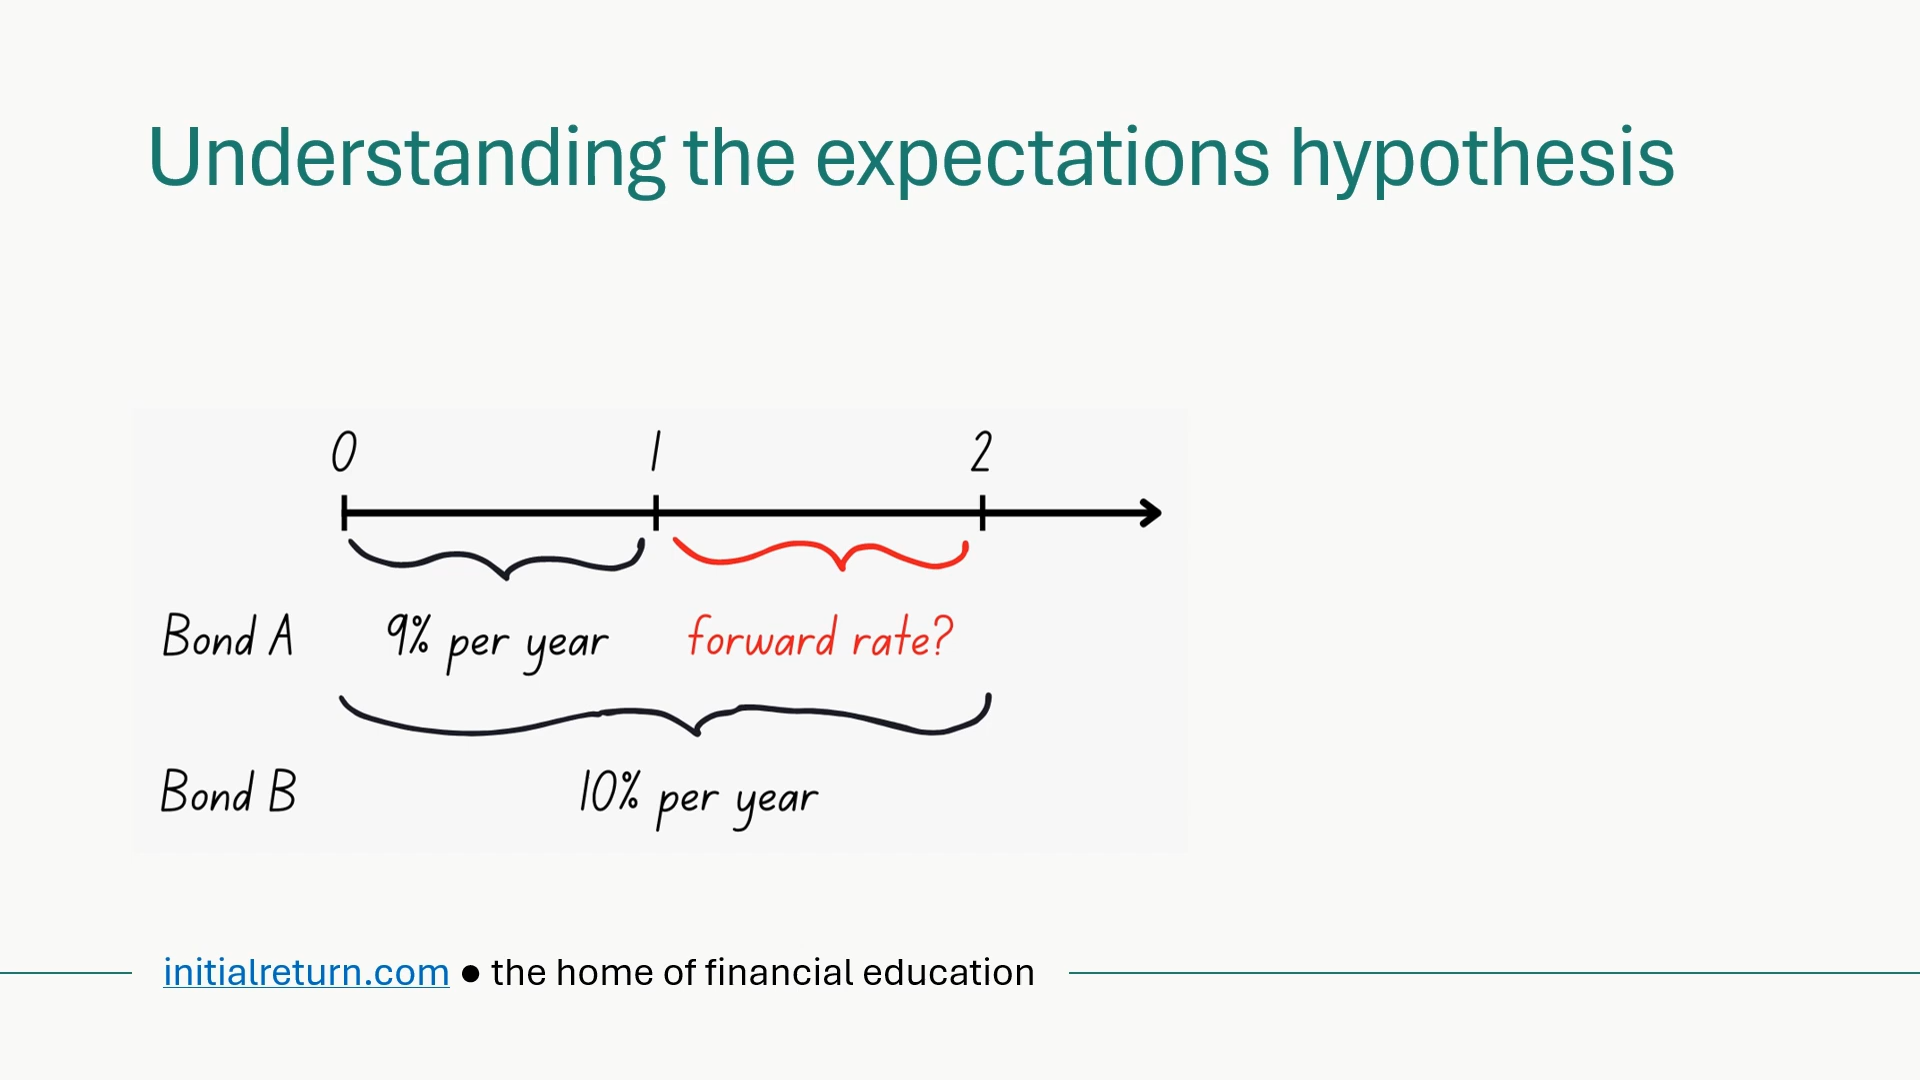 Understanding the expectations hypothesis
0 1 2
Bond A 9% per year forward rate?
Bond B 10% per year
initialreturn.com ● the home of financial education